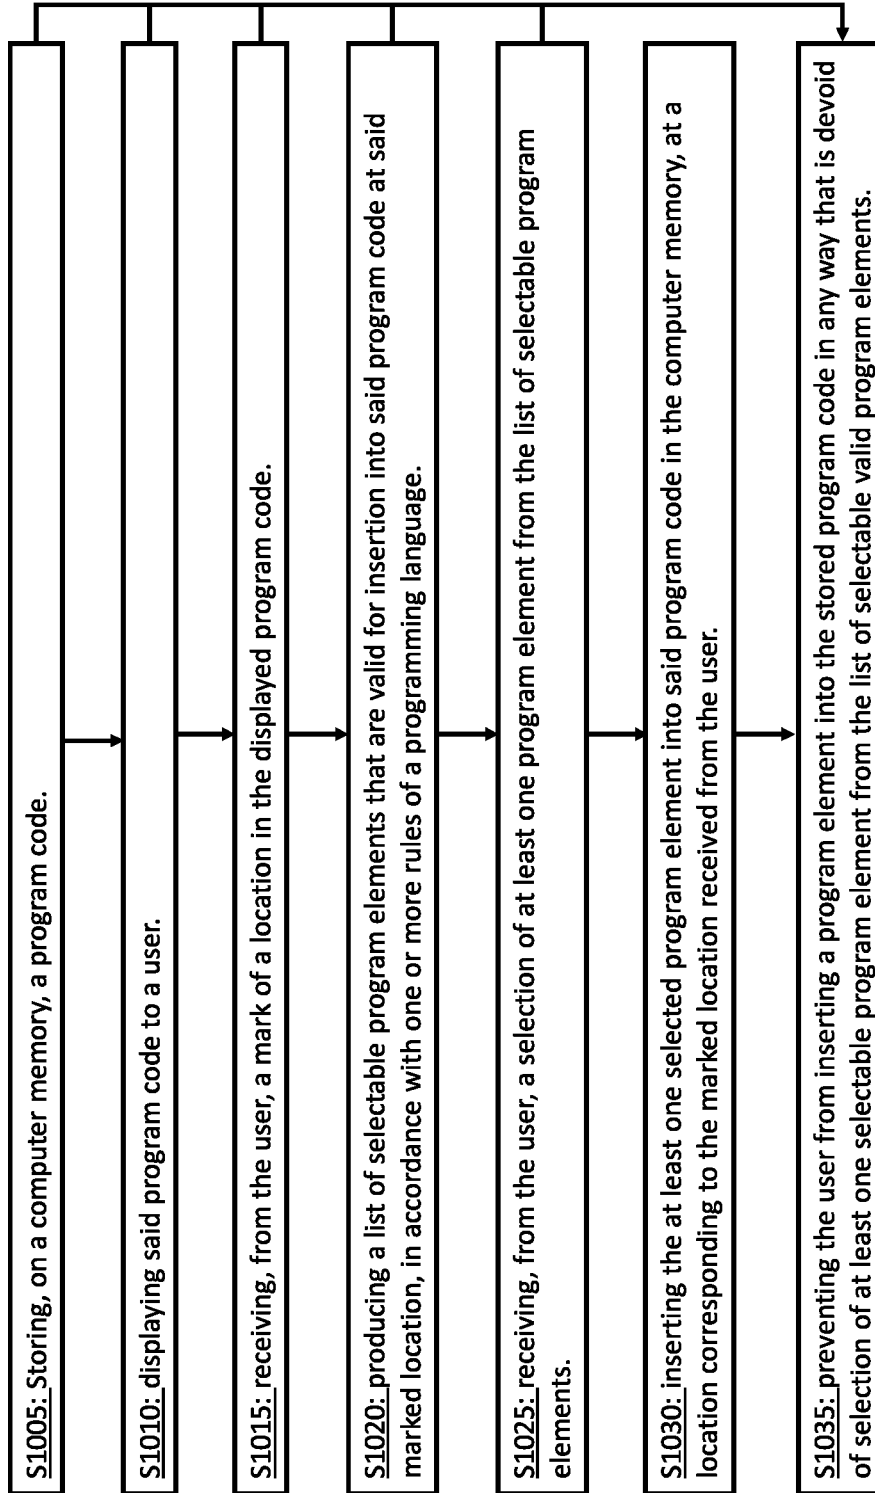 S1005: Storing, on a computer memory, a program code.
S1010: displaying said program code to a user.
S1015: receiving, from the user, a mark of a location in the displayed program code.
S1020: producing a list of selectable program elements that are valid for insertion into said program code at said
marked location, in accordance with one or more rules of a programming language.
S1025: receiving, from the user, a selection of at least one program element from the list of selectable program
elements.
S1030: inserting the at least one selected program element into said program code in the computer memory, at a
location corresponding to the marked location received from the user.
S1035: preventing the user from inserting a program element into the stored program code in any way that is devoid
of selection of at least one selectable program element from the list of selectable valid program elements.